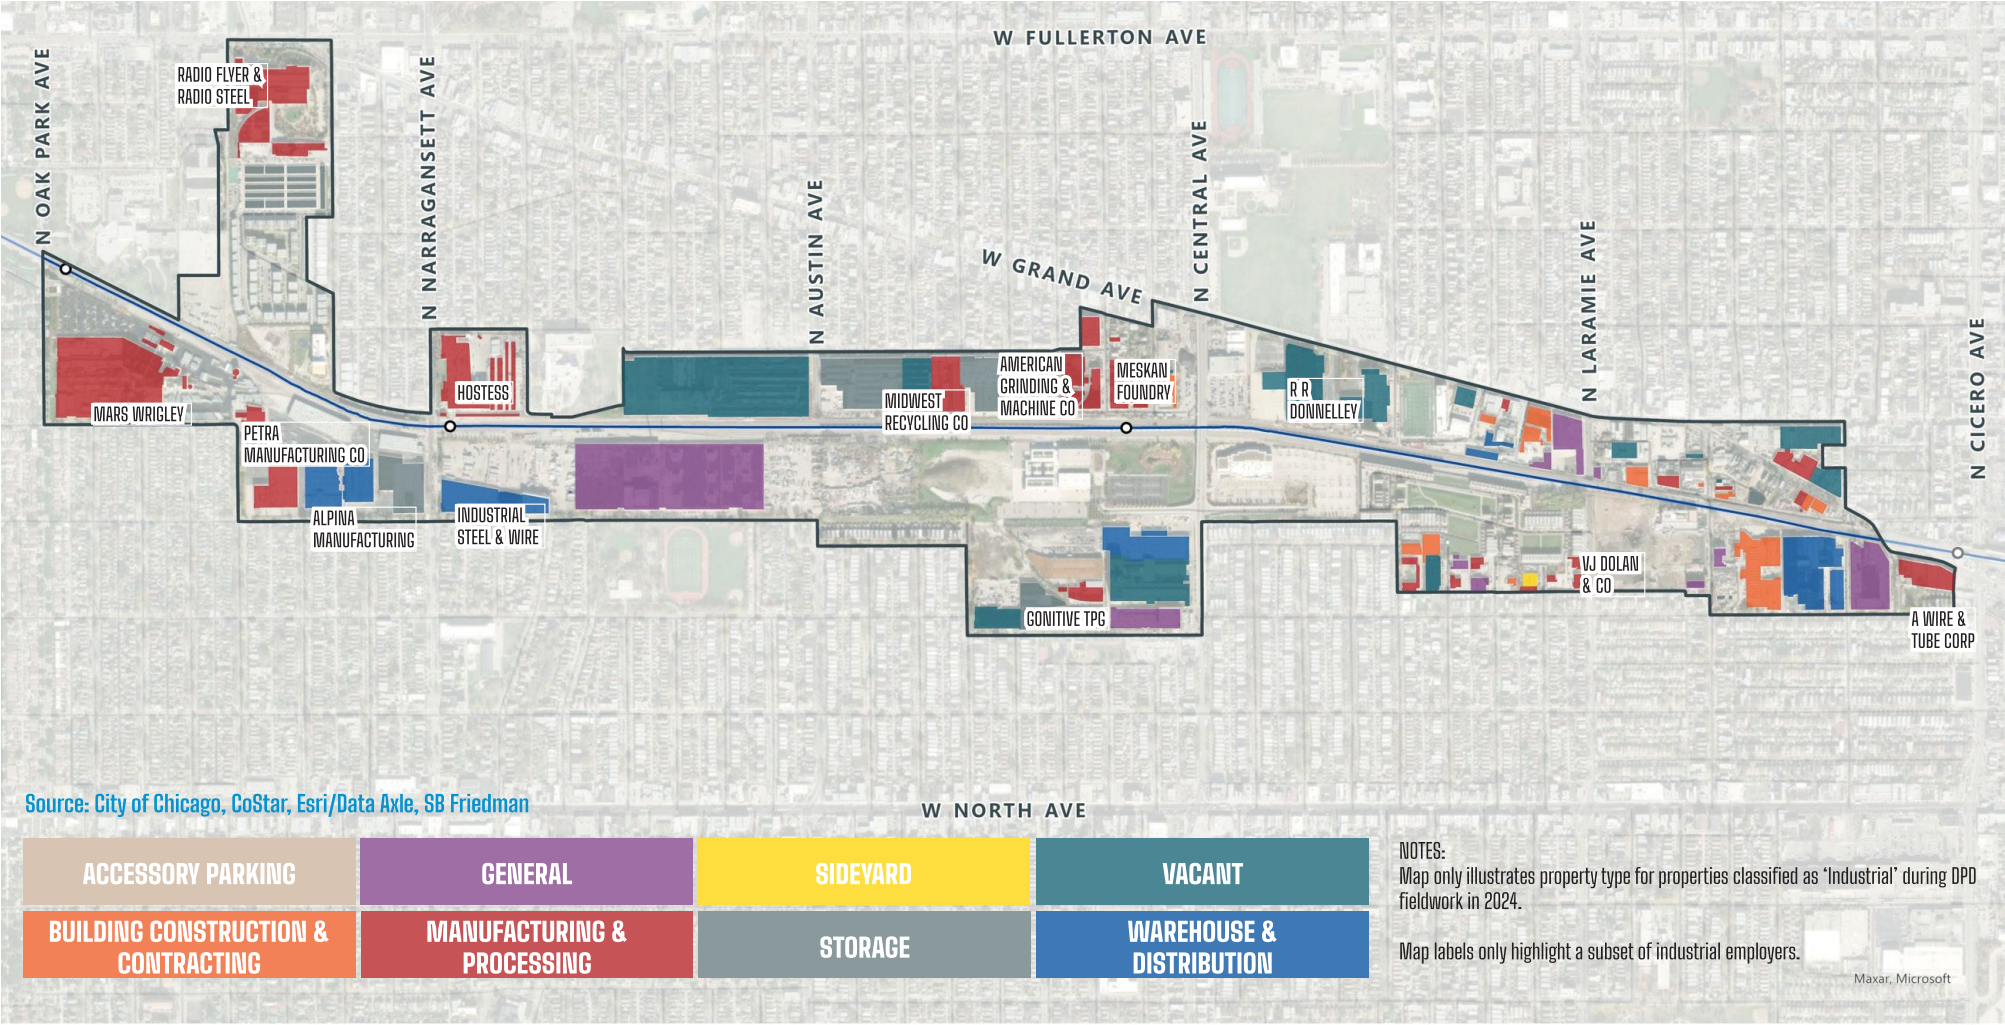 W FULLERTON AVE
N OAK PARK AVE
RADIO FLYER &
RADIO STEEL
N NARRAGANSETT AVE
N AUSTIN AVE
W GRAND AVE
N CENTRAL AVE
N LARAMIE AVE
N CICERO AVE
MARS WRIGLEY
PETRA
MANUFACTURING CO
HOSTESS
ALPINA
MANUFACTURING
INDUSTRIAL
STEEL & WIRE
MIDWEST
RECYCLING CO
AMERICAN
GRINDING &
MACHINE CO
MESKAN
FOUNDRY
R R
DONNELLEY
GONITIVE TPG
VJ DOLAN
& CO
A WIRE &
TUBE CORP
W NORTH AVE
Source: City of Chicago, CoStar, Esri/Data Axle, SB Friedman
ACCESSORY PARKING
GENERAL
SIDEYARD
VACANT
BUILDING CONSTRUCTION &
CONTRACTING
MANUFACTURING &
PROCESSING
STORAGE
WAREHOUSE &
DISTRIBUTION
NOTES:
Map only illustrates property type for properties classified as ‘Industrial’ during DPD
fieldwork in 2024.
Map labels only highlight a subset of industrial employers.
Maxar, Microsoft